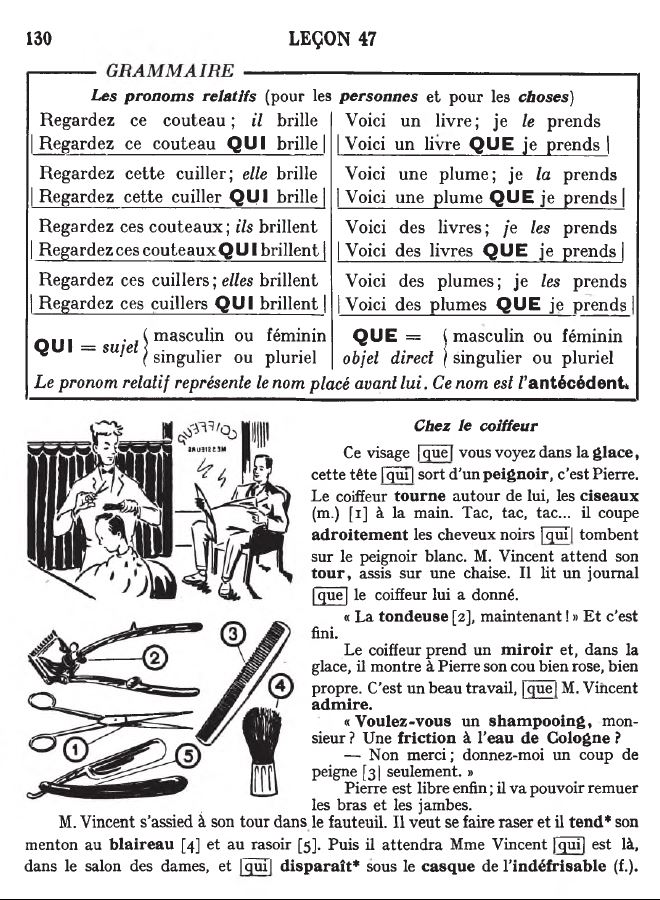 130 LEÇON 47
GRAMMAIRE
Les pronoms relatifs (pour les personnes et pour les choses)
Regardez ce couteau ; il brille
Regardez ce couteau QUI brille
Regardez cette cuiller ; elle brille
Regardez cette cuiller QUI brille
Regardez ces couteaux ; ils brillent
Regardez ces couteaux QUI brillent
Regardez ces cuillers ; elles brillent
Regardez ces cuillers QUI brillent
QUI = sujet { masculin ou féminin
singulier ou pluriel
Voici un livre ; je le prends
Voici un livre QUE je prends
Voici une plume ; je la prends
Voici une plume QUE je prends
Voici des livres ; je les prends
Voici des livres QUE je prends
Voici des plumes ; je les prends
Voici des plumes QUE je prends
QUE = { masculin ou féminin
objet direct { singulier ou pluriel
Le pronom relatif représente le nom placé avant lui. Ce nom est l'antécédent.
COIFFEUR
MESSIEURS
1
2
3
4
5
Chez le coiffeur
Ce visage que vous voyez dans la glace,
cette tête qui sort d'un peignoir, c'est Pierre.
Le coiffeur tourne autour de lui, les ciseaux
(m.) [1] à la main. Tac, tac, tac... il coupe
adroitement les cheveux noirs qui tombent
sur le peignoir blanc. M. Vincent attend son
tour, assis sur une chaise. Il lit un journal
que le coiffeur lui a donné.
« La tondeuse [2], maintenant ! » Et c'est
fini.
Le coiffeur prend un miroir et, dans la
glace, il montre à Pierre son cou bien rose, bien
propre. C'est un beau travail, que M. Vincent
admire.
« Voulez-vous un shampooing, mon-
sieur ? Une friction à l'eau de Cologne ?
— Non merci ; donnez-moi un coup de
peigne [3] seulement. »
Pierre est libre enfin ; il va pouvoir remuer
les bras et les jambes.
M. Vincent s'assied à son tour dans le fauteuil. Il veut se faire raser et il tend* son
menton au blaireau [4] et au rasoir [5]. Puis il attendra Mme Vincent qui est là,
dans le salon des dames, et qui disparaît* sous le casque de l'indéfrisable (f.).